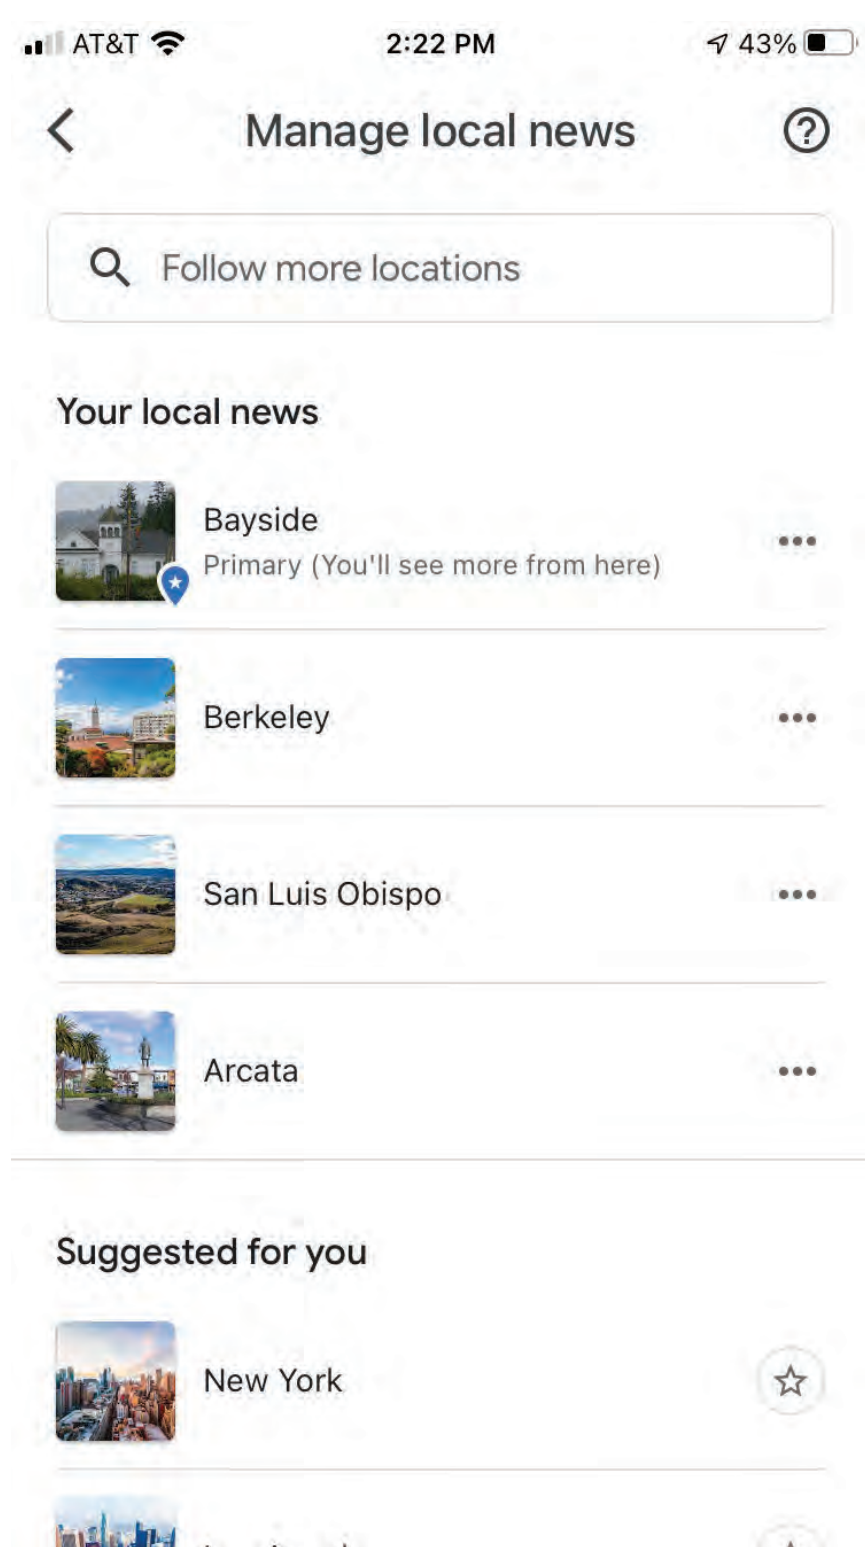 AT&T
2:22 PM
43%
Manage local news
Follow more locations
Your local news
Bayside
Primary (You'll see more from here)
Berkeley
San Luis Obispo
Arcata
Suggested for you
New York